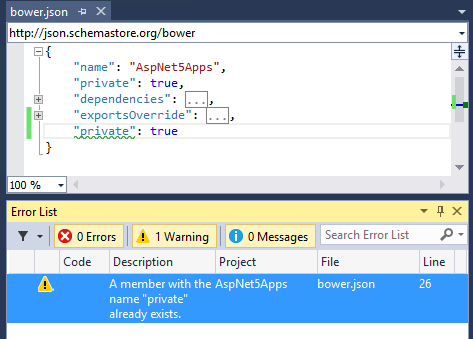 bower.json
http://json.schemastore.org/bower
{
"name": "AspNet5Apps",
"private": true,
"dependencies": {...},
"exportsOverride": {...},
"private": true
}
100 %
Error List
0 Errors
1 Warning
0 Messages
Search Error List
Code Description Project File Line
A member with the AspNet5Apps bower.json 26
name "private"
already exists.